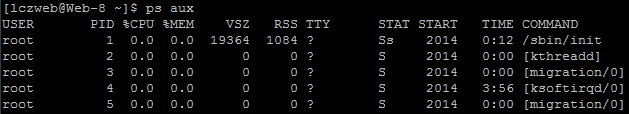 [lczweb@Web-8 ~]$ ps aux
USER       PID %CPU %MEM    VSZ   RSS TTY      STAT START   TIME COMMAND
root         1  0.0  0.0  19364  1084 ?        Ss    2014   0:12 /sbin/init
root         2  0.0  0.0      0     0 ?        S     2014   0:00 [kthreadd]
root         3  0.0  0.0      0     0 ?        S     2014   0:00 [migration/0]
root         4  0.0  0.0      0     0 ?        S     2014   3:56 [ksoftirqd/0]
root         5  0.0  0.0      0     0 ?        S     2014   0:00 [migration/0]